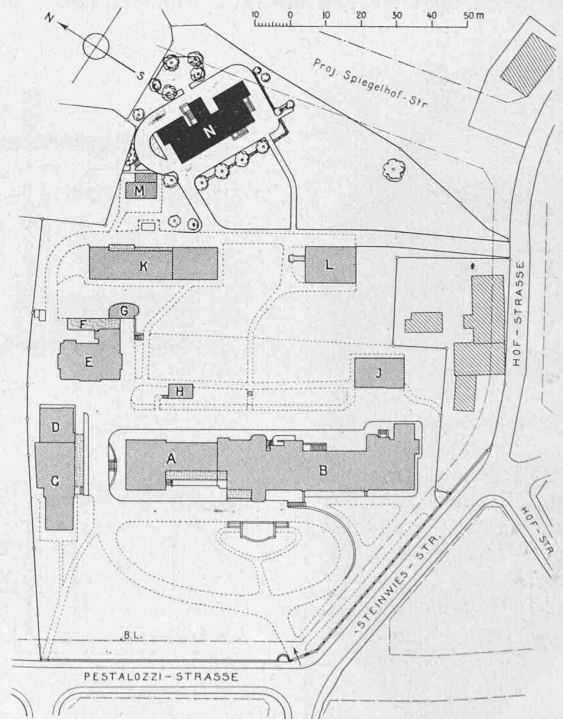 10 0 10 20 30 40 50 m
N
S
Proj. Spiegelhof-Str
N
M
K
L
G
F
E
J
H
HOF-STRASSE
D
A
B
C
HOF-STR.
STEINWIES-STR.
B.L.
PESTALOZZI-STRASSE